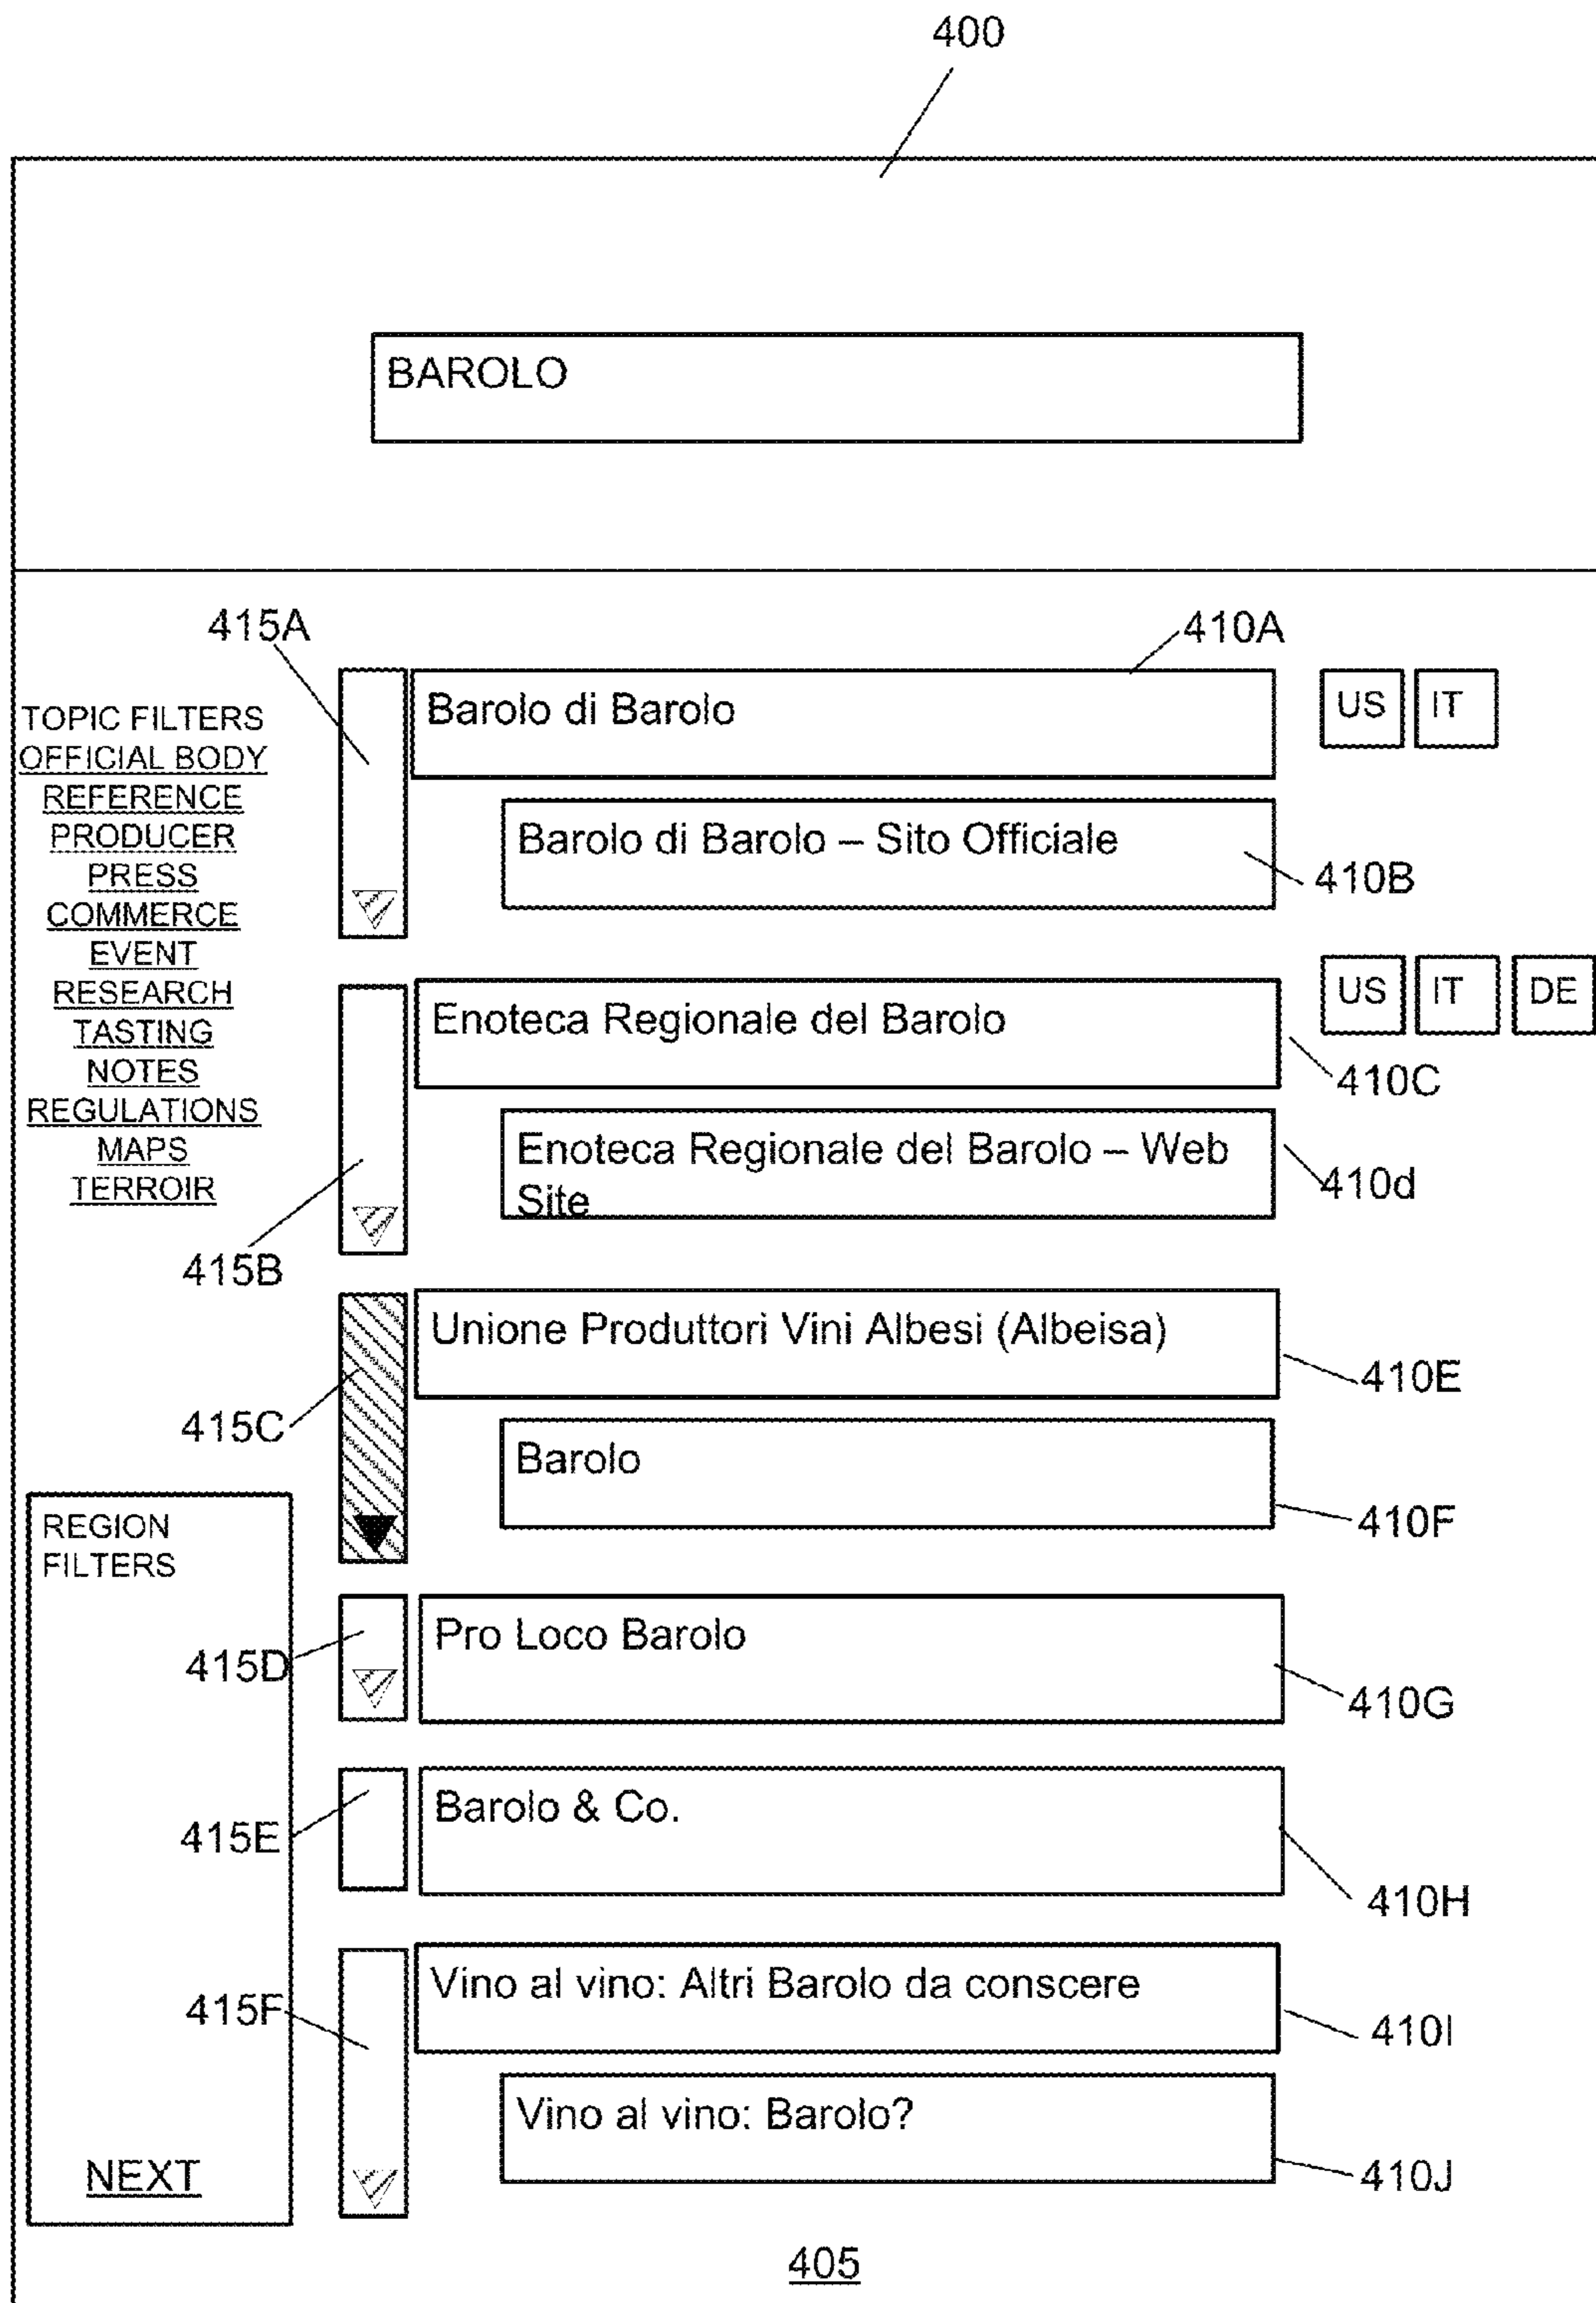 400
BAROLO
415A
410A
Barolo di Barolo
US IT
TOPIC FILTERS
OFFICIAL BODY
REFERENCE
PRODUCER
PRESS
COMMERCE
EVENT
RESEARCH
TASTING
NOTES
REGULATIONS
MAPS
TERROIR
Barolo di Barolo – Sito Officiale
410B
US IT DE
Enoteca Regionale del Barolo
410C
Enoteca Regionale del Barolo – Web
Site
410d
415B
Unione Produttori Vini Albesi (Albeisa)
410E
415C
Barolo
410F
REGION
FILTERS
Pro Loco Barolo
415D
410G
Barolo & Co.
415E
410H
Vino al vino: Altri Barolo da conscere
415F
410I
Vino al vino: Barolo?
410J
NEXT
405